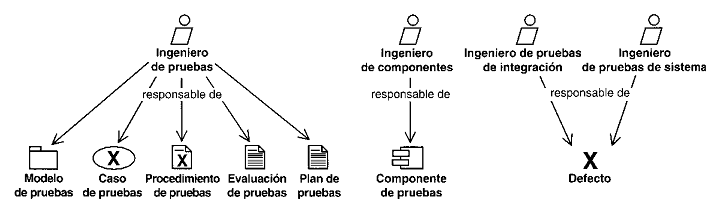 Ingeniero
de pruebas
responsable de
Modelo
de pruebas
X
Caso
de pruebas
X
Procedimiento
de pruebas
Evaluación
de pruebas
Plan de
pruebas
Ingeniero
de componentes
responsable de
Componente
de pruebas
Ingeniero de pruebas
de integración
Ingeniero
de pruebas de sistema
responsable de
X
Defecto